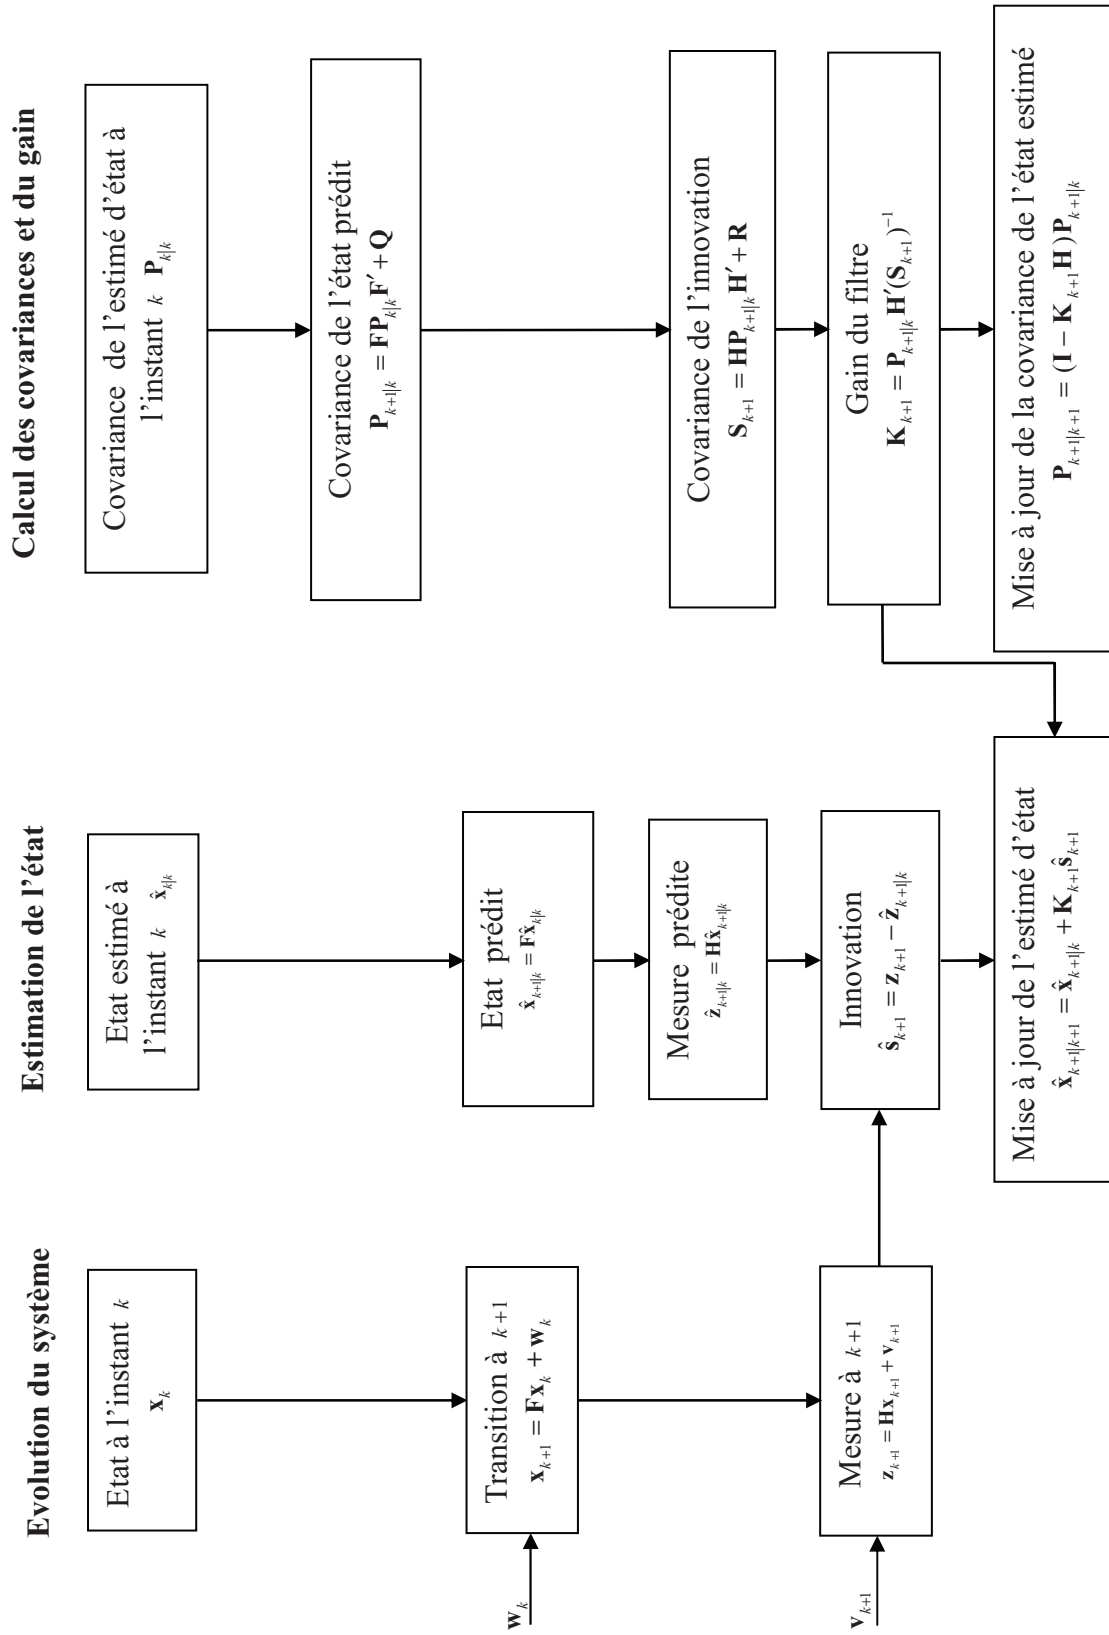 Evolution du système
Etat à l'instant k
x_k
w_k
Transition à k+1
x_{k+1} = Fx_k + w_k
v_{k+1}
Mesure à k+1
z_{k+1} = Hx_{k+1} + v_{k+1}
Estimation de l'état
Etat estimé à
l'instant k x̂_{k|k}
Etat prédit
x̂_{k+1|k} = Fx̂_{k|k}
Mesure prédite
ẑ_{k+1|k} = Hx̂_{k+1|k}
Innovation
ŝ_{k+1} = z_{k+1} − ẑ_{k+1|k}
Mise à jour de l'estimé d'état
x̂_{k+1|k+1} = x̂_{k+1|k} + K_{k+1}ŝ_{k+1}
Calcul des covariances et du gain
Covariance de l'estimé d'état à
l'instant k P_{k|k}
Covariance de l'état prédit
P_{k+1|k} = FP_{k|k}F′ + Q
Covariance de l'innovation
S_{k+1} = HP_{k+1|k}H′ + R
Gain du filtre
K_{k+1} = P_{k+1|k}H′(S_{k+1})^{−1}
Mise à jour de la covariance de l'état estimé
P_{k+1|k+1} = (I − K_{k+1}H)P_{k+1|k}